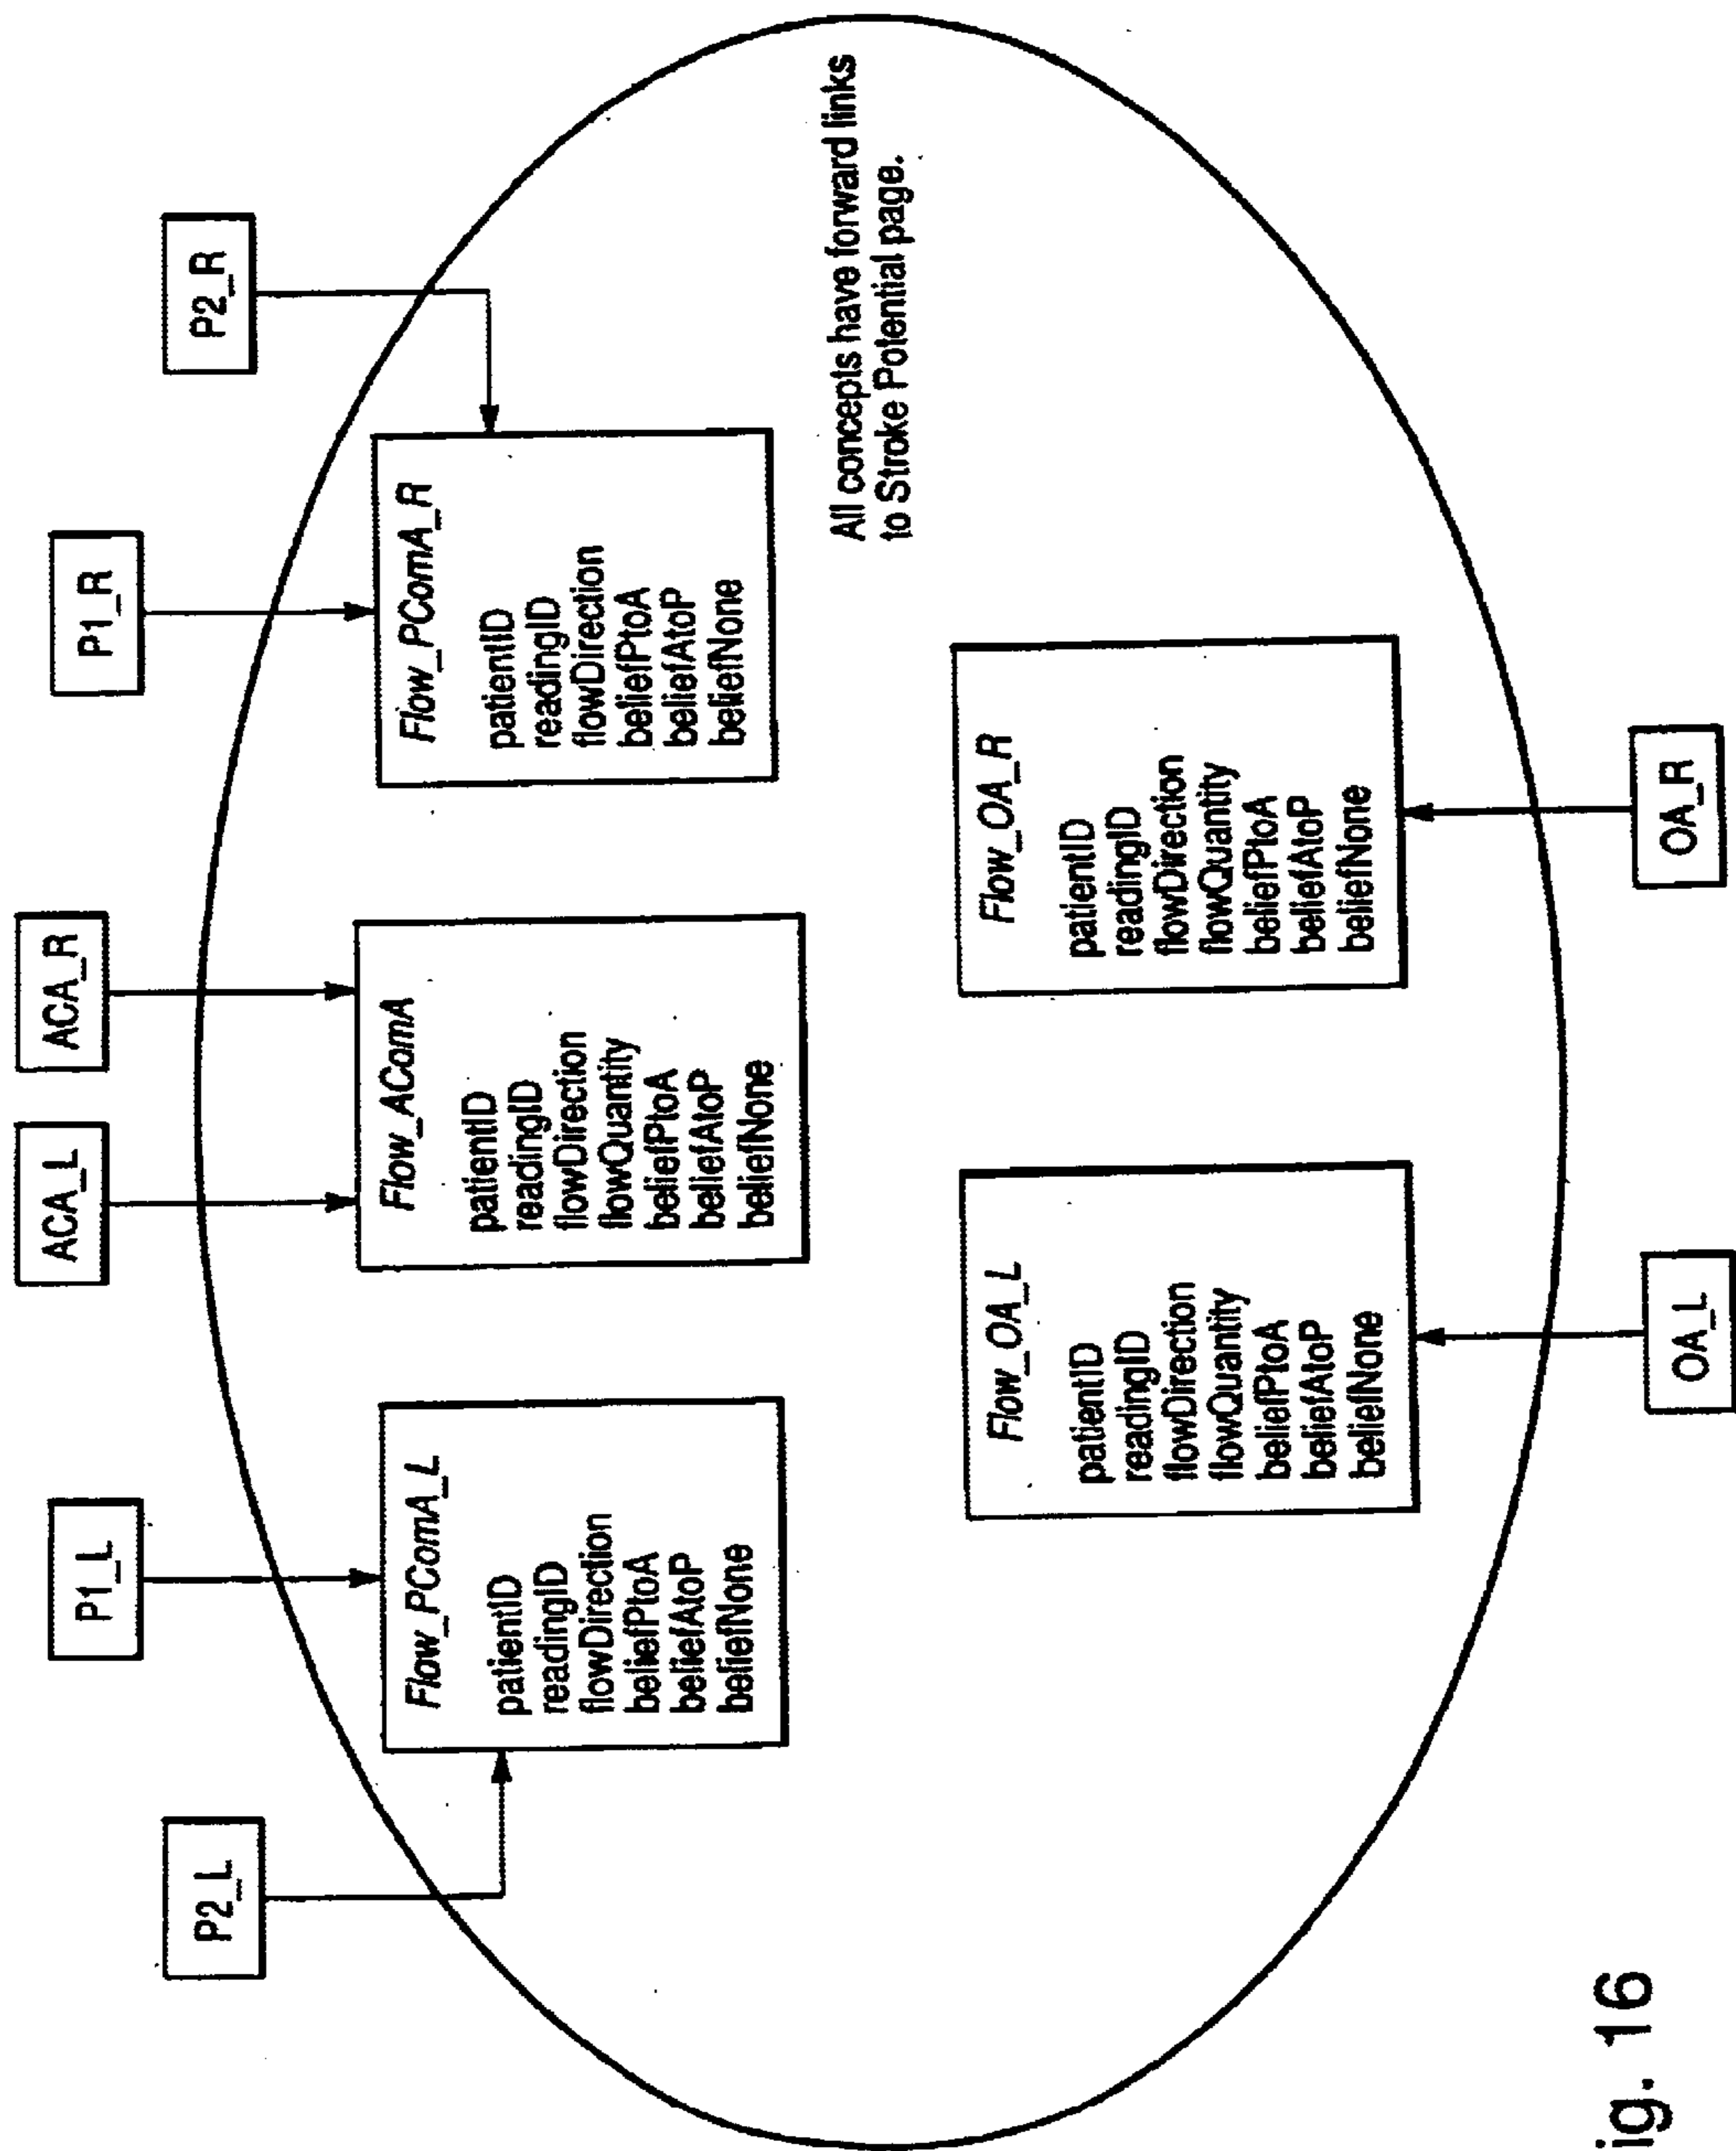 ACA_L
ACA_R
P1_L
P1_R
P2_L
P2_R
Flow_PComA_L
patientID
readingID
flowDirection
beliefPtoA
beliefAtoP
beliefNone
Flow_AComA
patientID
readingID
flowDirection
flowQuantity
beliefPtoA
beliefAtoP
beliefNone
Flow_PComA_R
patientID
readingID
flowDirection
beliefPtoA
beliefAtoP
beliefNone
All concepts have forward links
to Stroke Potential page.
Flow_OA_L
patientID
readingID
flowDirection
flowQuantity
beliefPtoA
beliefAtoP
beliefNone
Flow_OA_R
patientID
readingID
flowDirection
flowQuantity
beliefPtoA
beliefAtoP
beliefNone
OA_L
OA_R
ig. 16